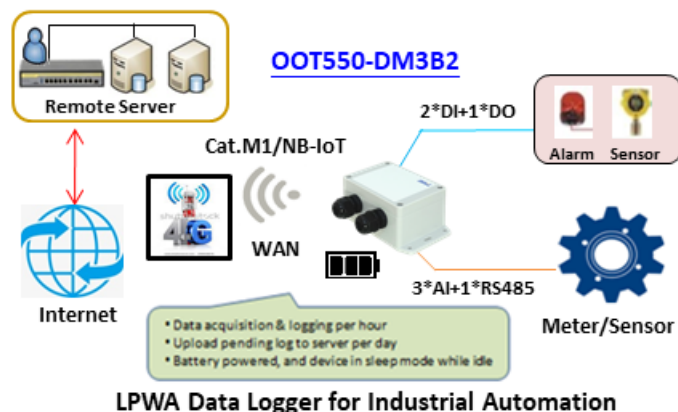 OOT550-DM3B2
Remote Server
2*DI+1*DO
Alarm Sensor
Cat.M1/NB-IoT
4G
WAN
3*AI+1*RS485
Internet
Meter/Sensor
• Data acquisition & logging per hour
• Upload pending log to server per day
• Battery powered, and device in sleep mode while idle
LPWA Data Logger for Industrial Automation